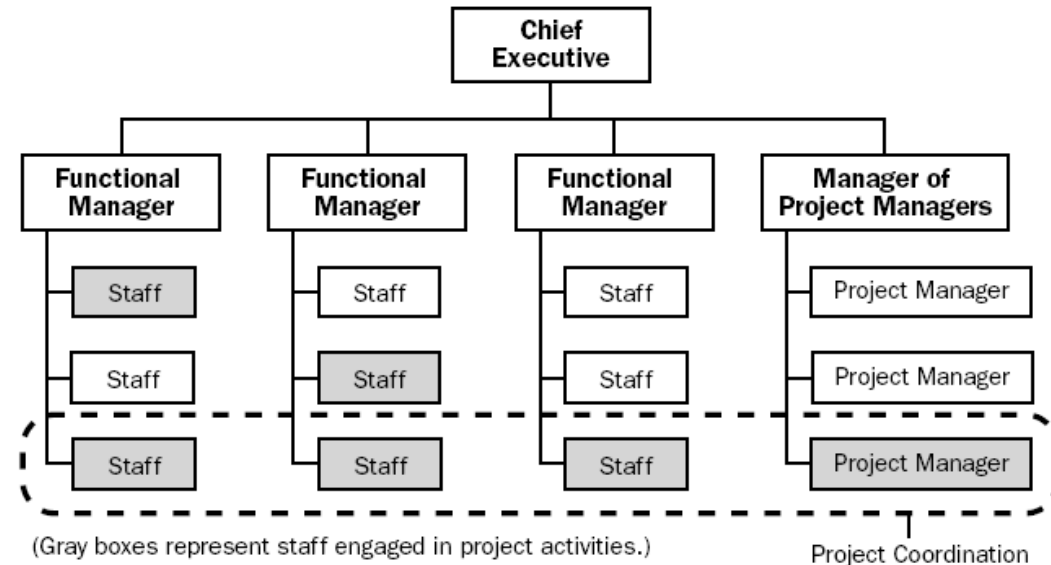 Chief
Executive
Functional
Manager
Functional
Manager
Functional
Manager
Manager of
Project Managers
Staff
Staff
Staff
Project Manager
Staff
Staff
Staff
Project Manager
Staff
Staff
Staff
Project Manager
(Gray boxes represent staff engaged in project activities.)
Project Coordination